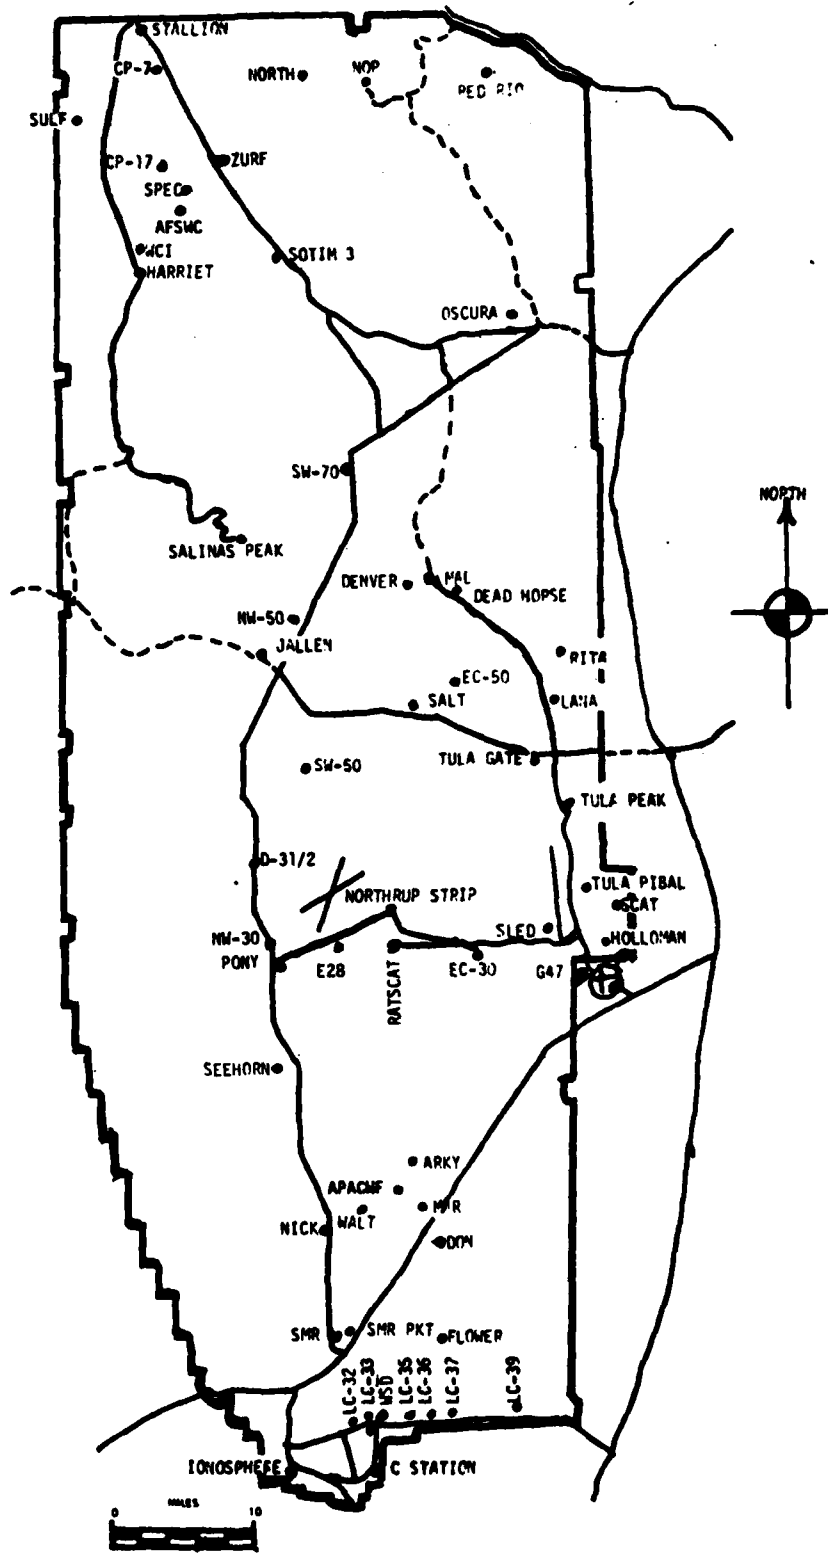 STALLION
CP-7
NORTH
NOP
PED RIO
SULF
CP-17
ZURF
SPEC
AFSWC
WCI
HARRIET
SOTIM 3
OSCURA
SW-70
NORTH
SALINAS PEAK
DENVER
MAL
DEAD HOPSE
NW-50
JALLEN
RITA
EC-50
SALT
LANA
TULA GATE
SW-50
TULA PEAK
D-31/2
NORTHRUP STRIP
TULA PIBAL
SCAT
SLED
NW-30
HOLLOMAN
PONY
E28
RATSCAT
EC-30
G47
SEEHORN
ARKY
WALT
NICK
DON
SMR
SMR PKT
FLOWER
LC-32
LC-33
WSD
LC-35
LC-36
LC-37
LC-39
IONOSPHERE
C STATION
0
MILES
10